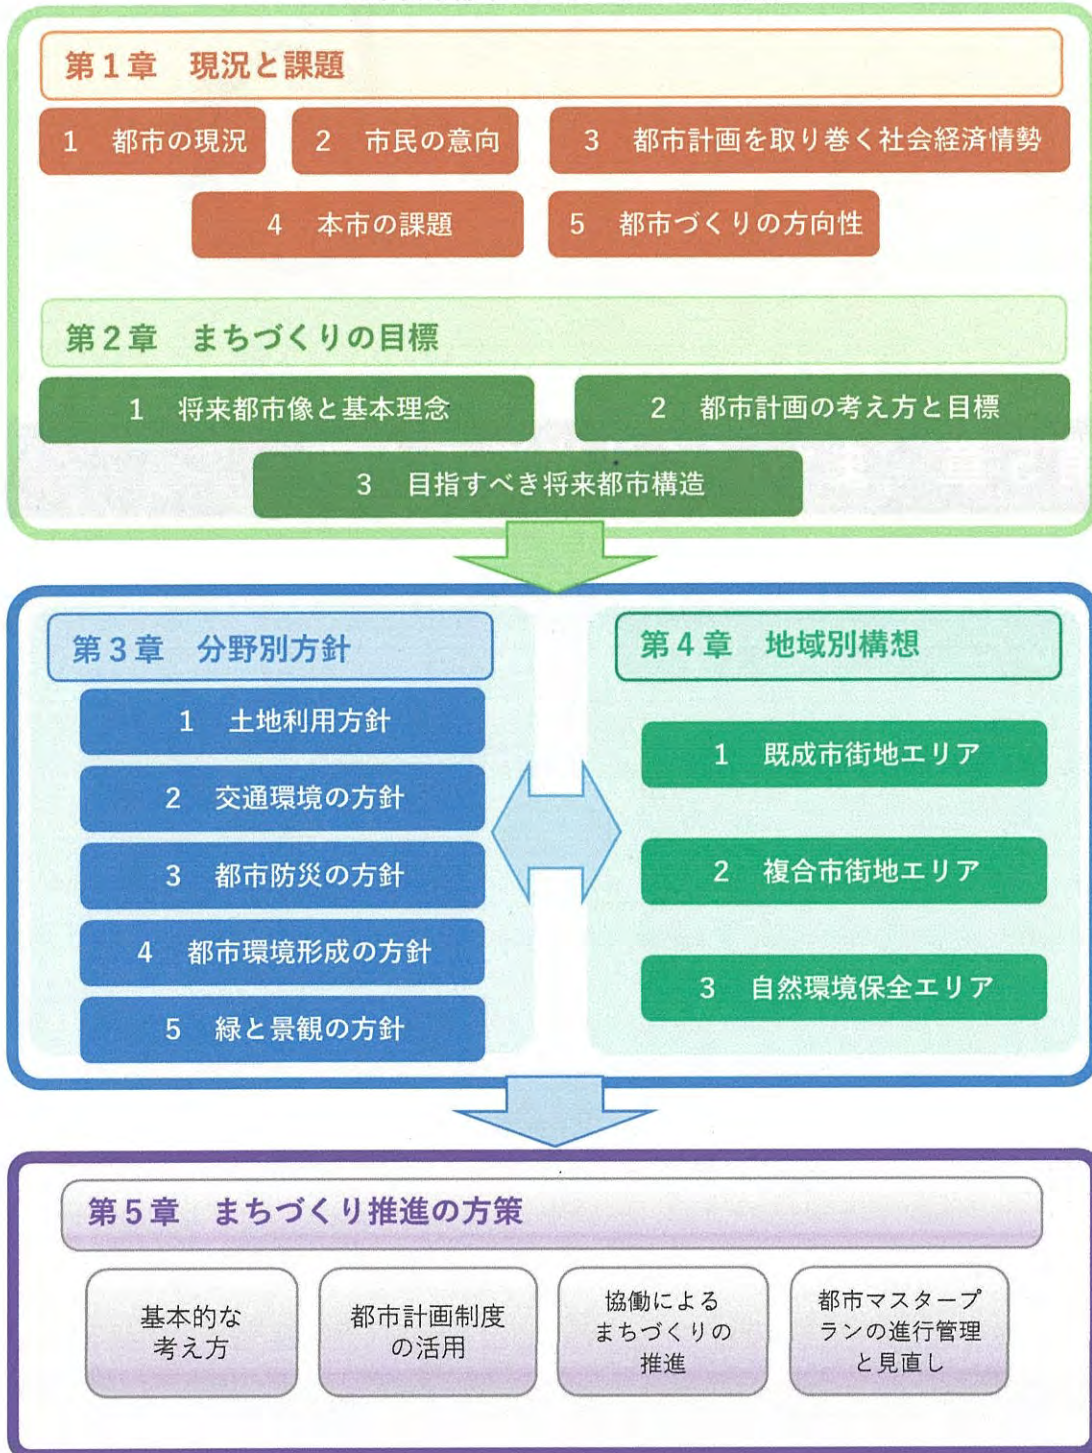 第1章 現況と課題
1 都市の現況
2 市民の意向
3 都市計画を取り巻く社会経済情勢
4 本市の課題
5 都市づくりの方向性
第2章 まちづくりの目標
1 将来都市像と基本理念
2 都市計画の考え方と目標
3 目指すべき将来都市構造
第3章 分野別方針
1 土地利用方針
2 交通環境の方針
3 都市防災の方針
4 都市環境形成の方針
5 緑と景観の方針
第4章 地域別構想
1 既成市街地エリア
2 複合市街地エリア
3 自然環境保全エリア
第5章 まちづくり推進の方策
基本的な
考え方
都市計画制度
の活用
協働による
まちづくりの
推進
都市マスタープ
ランの進行管理
と見直し